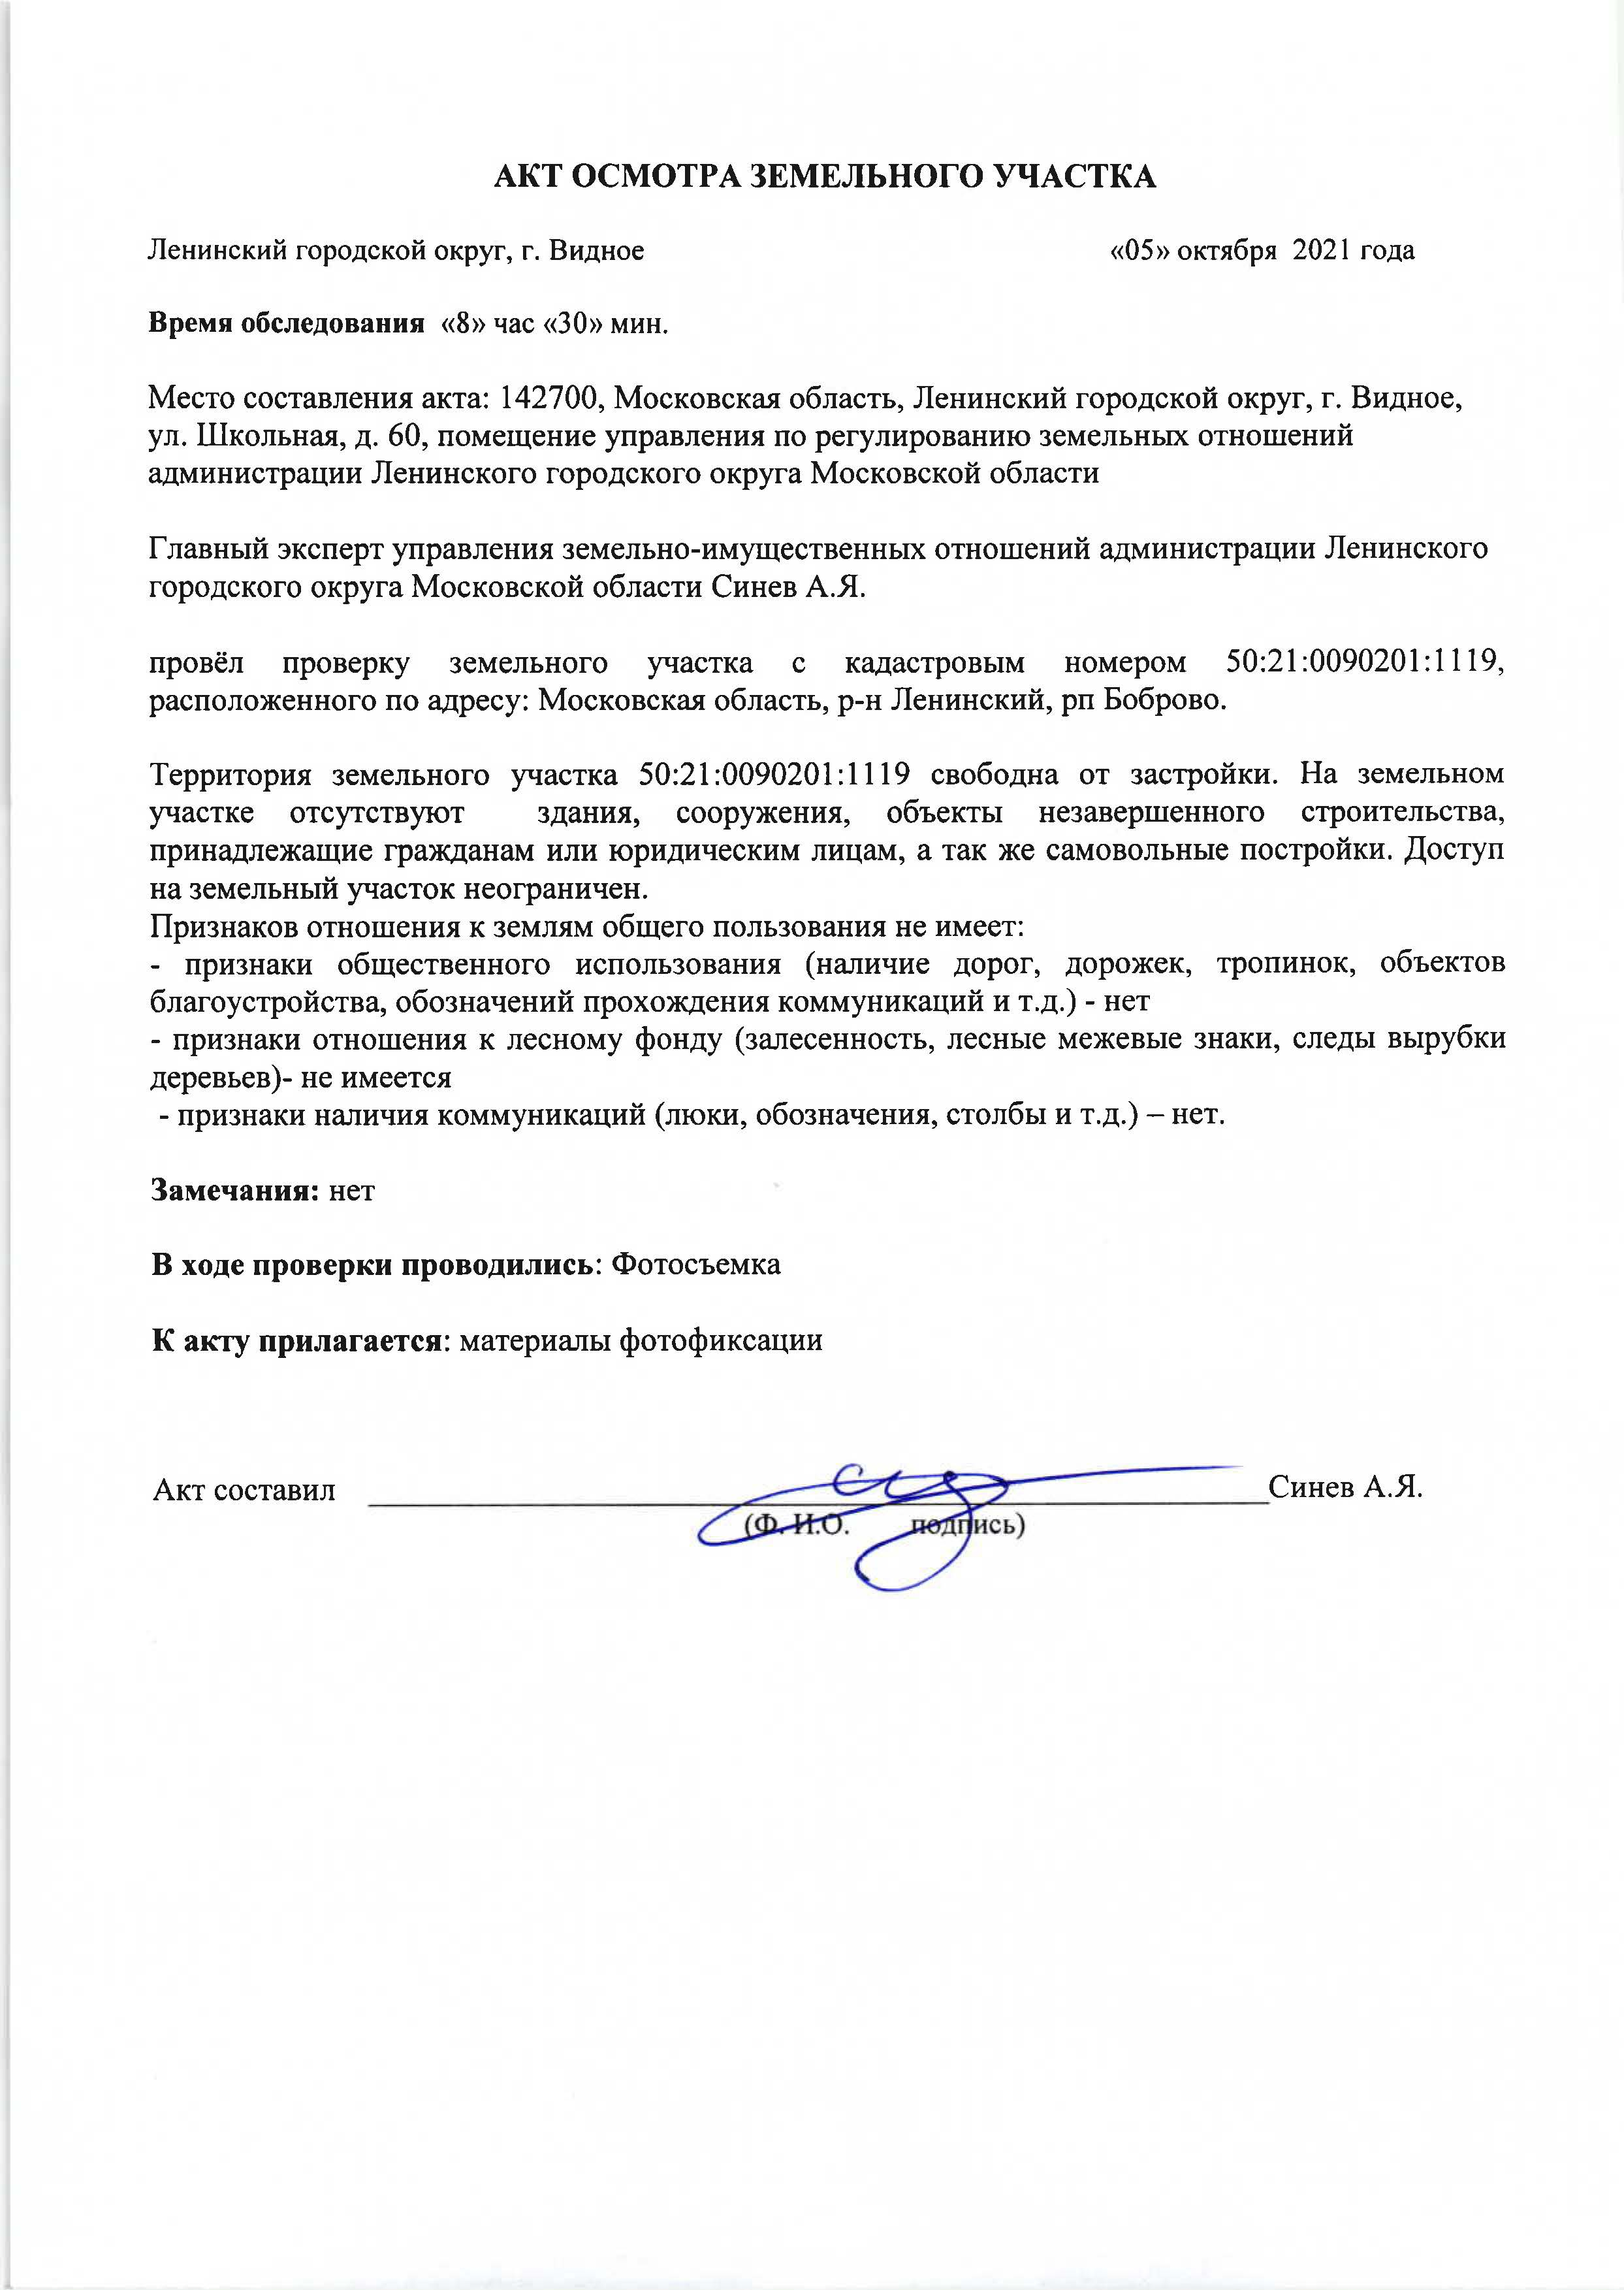 АКТ ОСМОТРА ЗЕМЕЛЬНОГО УЧАСТКА
Ленинский городской округ, г. Видное «05» октября 2021 года
Время обследования «8» час «30» мин.
Место составления акта: 142700, Московская область, Ленинский городской округ, г. Видное,
ул. Школьная, д. 60, помещение управления по регулированию земельных отношений
администрации Ленинского городского округа Московской области
Главный эксперт управления земельно-имущественных отношений администрации Ленинского
городского округа Московской области Синев А.Я.
провёл проверку земельного участка с кадастровым номером 50:21:0090201:1119,
расположенного по адресу: Московская область, р-н Ленинский, рп Боброво.
Территория земельного участка 50:21:0090201:1119 свободна от застройки. На земельном
участке отсутствуют здания, сооружения, объекты незавершенного строительства,
принадлежащие гражданам или юридическим лицам, а так же самовольные постройки. Доступ
на земельный участок неограничен.
Признаков отношения к землям общего пользования не имеет:
- признаки общественного использования (наличие дорог, дорожек, тропинок, объектов
благоустройства, обозначений прохождения коммуникаций и т.д.) - нет
- признаки отношения к лесному фонду (залесенность, лесные межевые знаки, следы вырубки
деревьев)- не имеется
- признаки наличия коммуникаций (люки, обозначения, столбы и т.д.) – нет.
Замечания: нет
В ходе проверки проводились: Фотосъемка
К акту прилагается: материалы фотофиксации
Акт составил Синев А.Я.
(Ф. И.О. подпись)